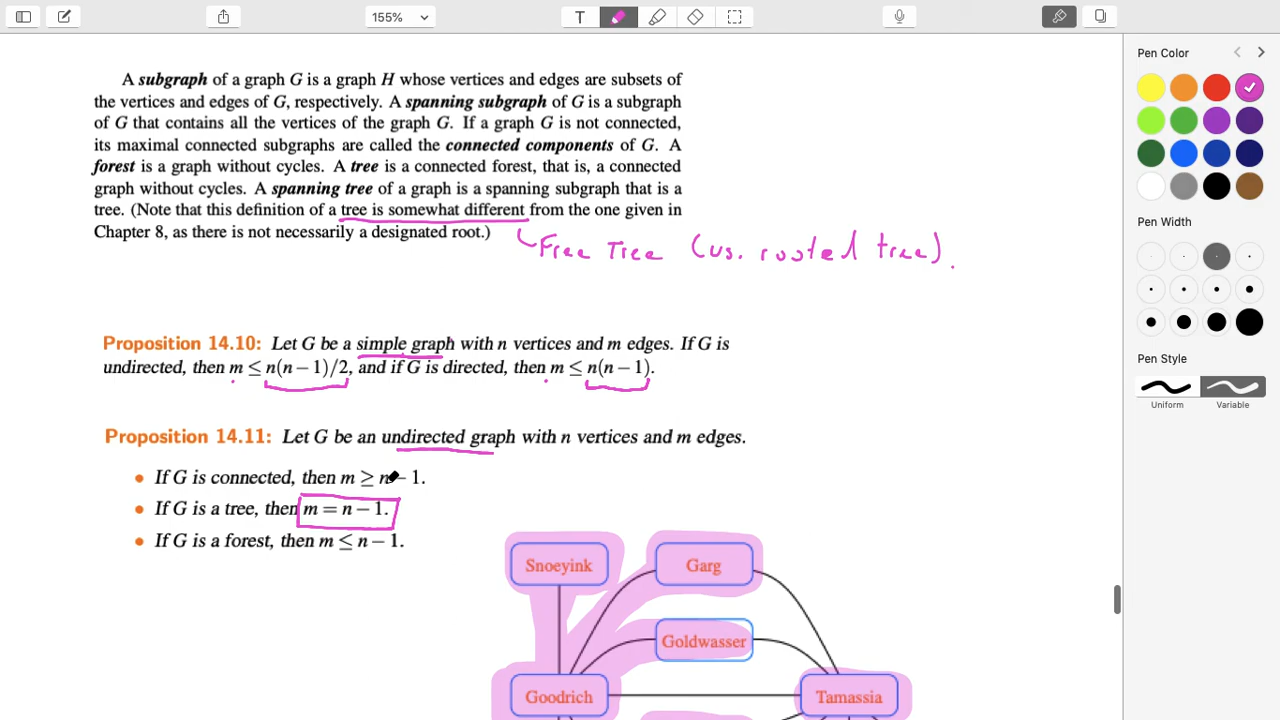 155%
T
A subgraph of a graph G is a graph H whose vertices and edges are subsets of
the vertices and edges of G, respectively. A spanning subgraph of G is a subgraph
of G that contains all the vertices of the graph G. If a graph G is not connected,
its maximal connected subgraphs are called the connected components of G. A
forest is a graph without cycles. A tree is a connected forest, that is, a connected
graph without cycles. A spanning tree of a graph is a spanning subgraph that is a
tree. (Note that this definition of a tree is somewhat different from the one given in
Chapter 8, as there is not necessarily a designated root.)
Free Tree (vs. rooted tree).
Proposition 14.10: Let G be a simple graph with n vertices and m edges. If G is
undirected, then m ≤ n(n−1)/2, and if G is directed, then m ≤ n(n−1).
Proposition 14.11: Let G be an undirected graph with n vertices and m edges.
• If G is connected, then m ≥ n − 1.
• If G is a tree, then m = n − 1.
• If G is a forest, then m ≤ n − 1.
Snoeyink
Garg
Goldwasser
Goodrich
Tamassia
Pen Color
Pen Width
Pen Style
Uniform
Variable